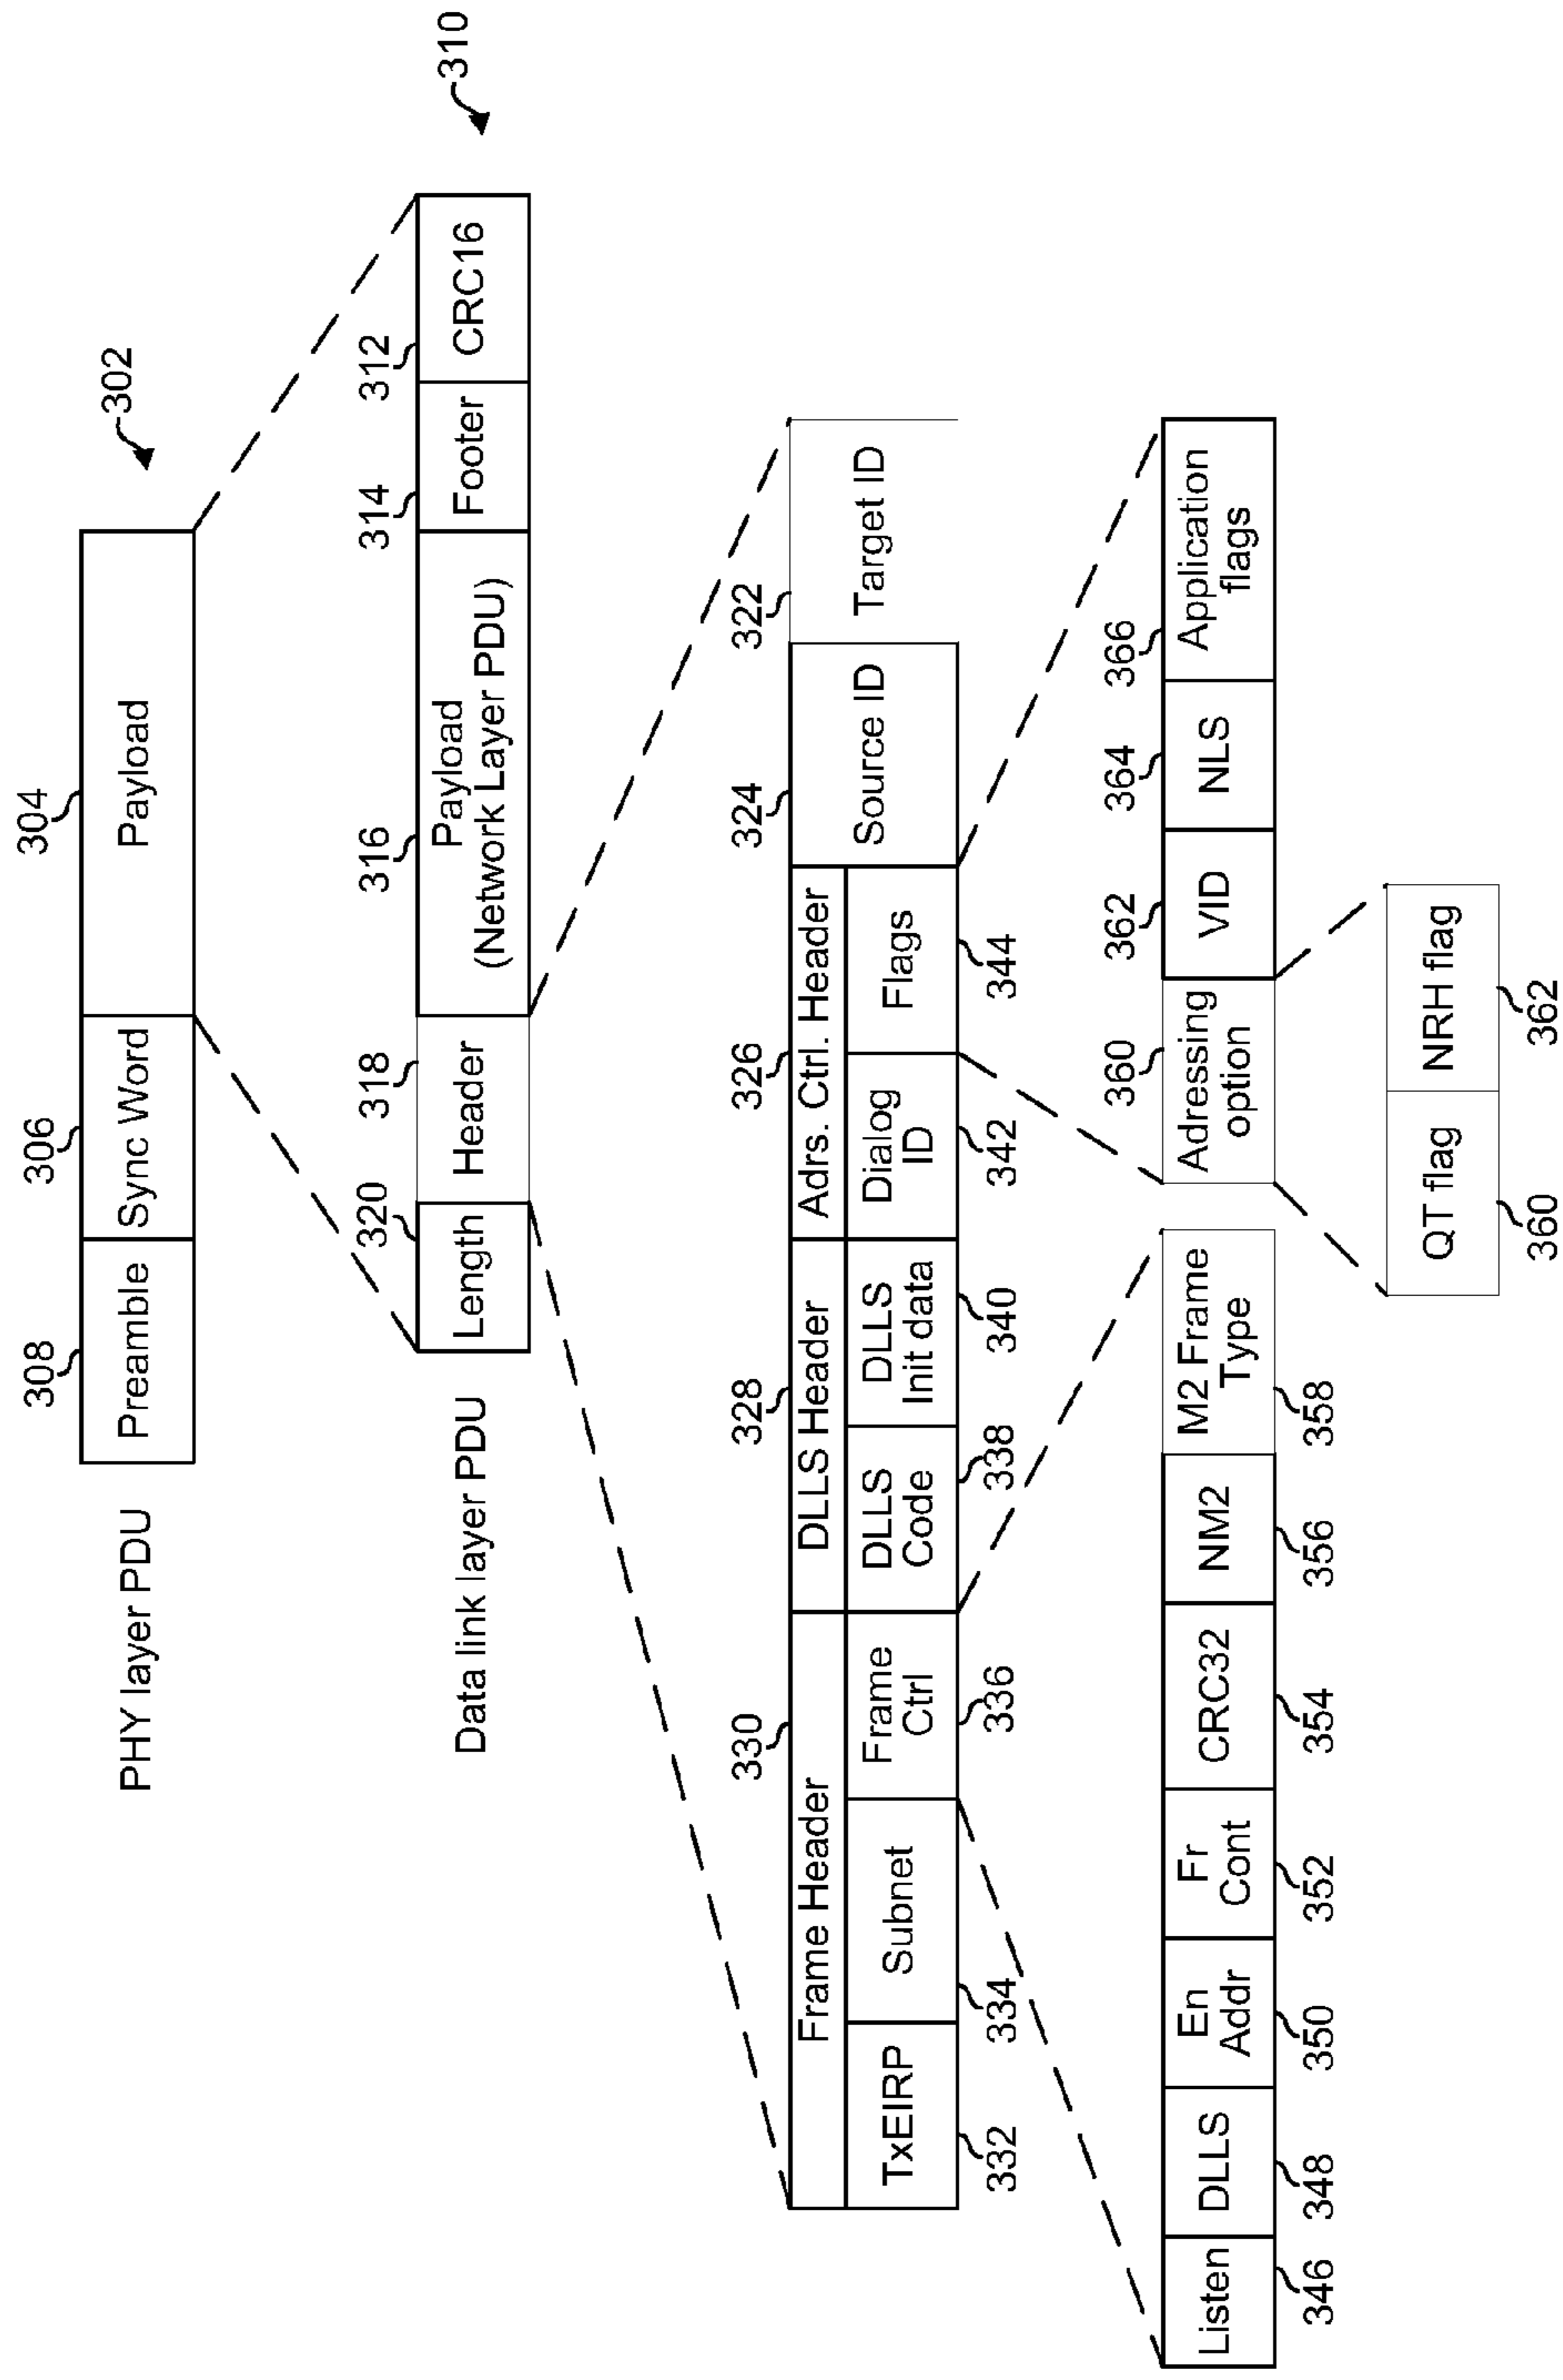 308
306
304
302
Preamble
Sync Word
Payload
PHY layer PDU
320
318
316
314
312
310
Length
Header
Payload
(Network Layer PDU)
Footer
CRC16
Data link layer PDU
330
328
326
324
322
Frame Header
DLLS Header
Adrs. Ctrl. Header
Source ID
Target ID
TxEIRP
Subnet
Frame
Ctrl
DLLS
Code
DLLS
Init data
Dialog
ID
Flags
332
334
336
338
340
342
344
360
362
364
366
Listen
DLLS
En
Addr
Fr
Cont
CRC32
NM2
M2 Frame
Type
Adressing
option
VID
NLS
Application
flags
346
348
350
352
354
356
358
QT flag
NRH flag
360
362